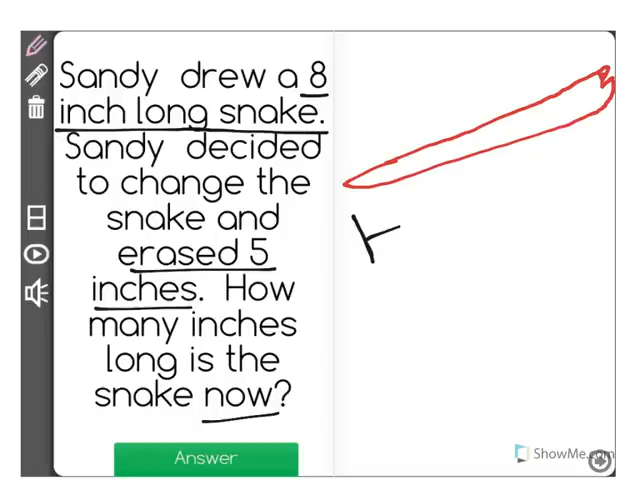 Sandy drew a 8
inch long snake.
Sandy decided
to change the
snake and
erased 5
inches. How
many inches
long is the
snake now?
Answer
ShowMe.com